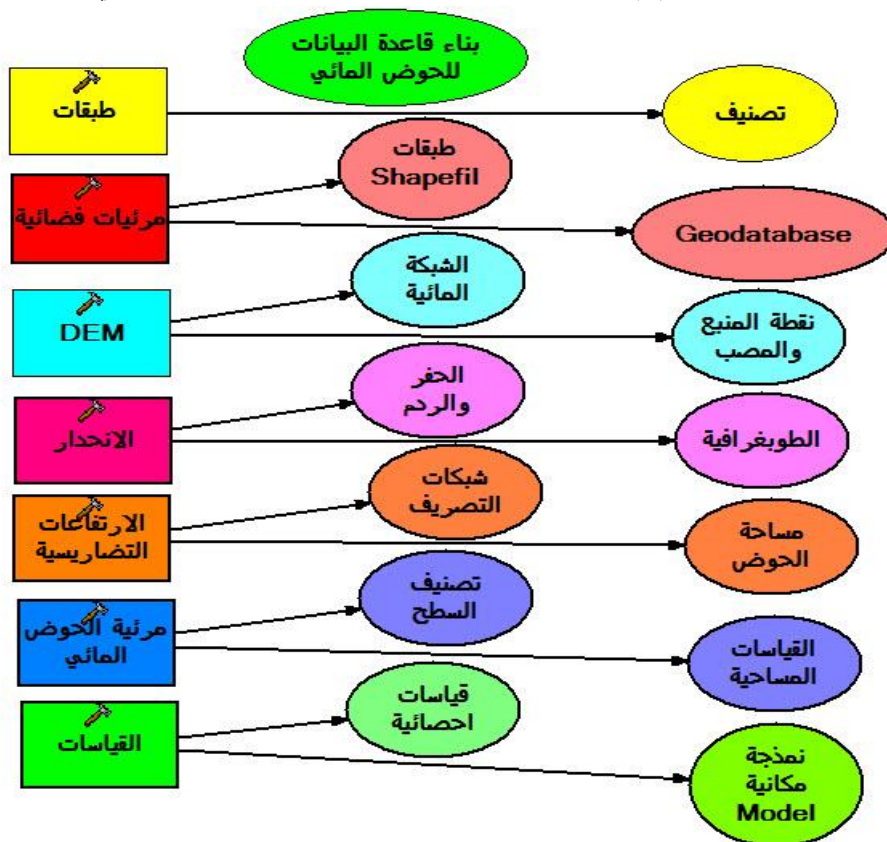 بناء قاعدة البيانات
للحوض المائي
طبقات
تصنيف
طبقات
Shapefil
مرئيات فضائية
Geodatabase
الشبكة
المائية
DEM
نقطة المنبع
والمصب
الحفر
والردم
الانحدار
الطوبغرافية
شبكات
التصريف
الارتفاعات
التضاريسية
مساحة
الحوض
تصنيف
السطح
مرئية الحوض
المائي
القياسات
المساحية
قياسات
احصائية
القياسات
نمذجة
مكانية
Model